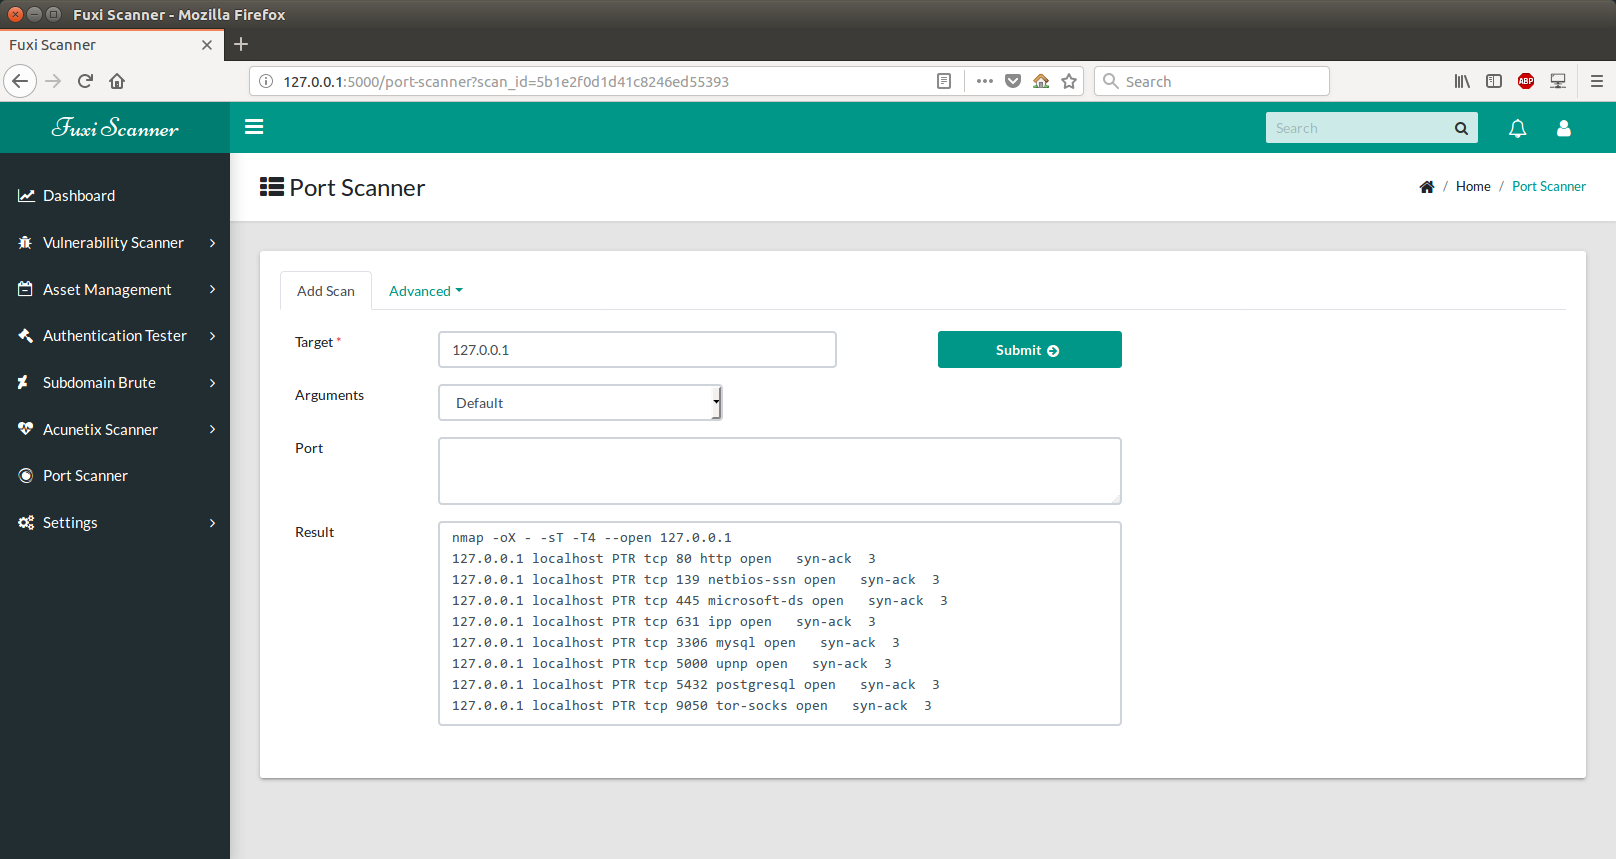 Fuxi Scanner - Mozilla Firefox
Fuxi Scanner
127.0.0.1:5000/port-scanner?scan_id=5b1e2f0d1d41c8246ed55393
Search
ABP
Fuxi Scanner
Search
Port Scanner
/ Home / Port Scanner
Dashboard
Vulnerability Scanner
Asset Management
Authentication Tester
Subdomain Brute
Acunetix Scanner
Port Scanner
Settings
Add Scan
Advanced
Target *
127.0.0.1
Submit
Arguments
Default
Port
Result
nmap -oX - -sT -T4 --open 127.0.0.1
127.0.0.1 localhost PTR tcp 80 http open   syn-ack  3
127.0.0.1 localhost PTR tcp 139 netbios-ssn open   syn-ack  3
127.0.0.1 localhost PTR tcp 445 microsoft-ds open   syn-ack  3
127.0.0.1 localhost PTR tcp 631 ipp open   syn-ack  3
127.0.0.1 localhost PTR tcp 3306 mysql open   syn-ack  3
127.0.0.1 localhost PTR tcp 5000 upnp open   syn-ack  3
127.0.0.1 localhost PTR tcp 5432 postgresql open   syn-ack  3
127.0.0.1 localhost PTR tcp 9050 tor-socks open   syn-ack  3